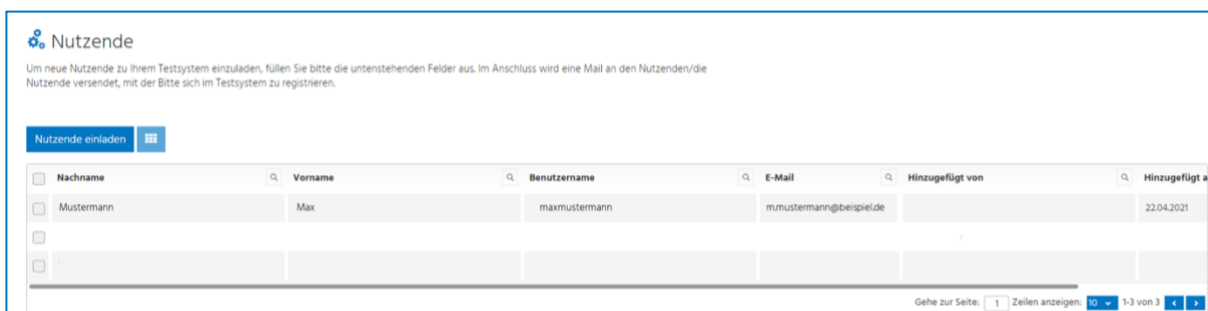 Nutzende
Um neue Nutzende zu Ihrem Testsystem einzuladen, füllen Sie bitte die untenstehenden Felder aus. Im Anschluss wird eine Mail an den Nutzenden/die
Nutzende versendet, mit der Bitte sich im Testsystem zu registrieren.
Nutzende einladen
Nachname Vorname Benutzername E-Mail Hinzugefügt von Hinzugefügt a
Mustermann Max maxmustermann m.mustermann@beispiel.de 22.04.2021
Gehe zur Seite: 1 Zeilen anzeigen: 10 1-3 von 3